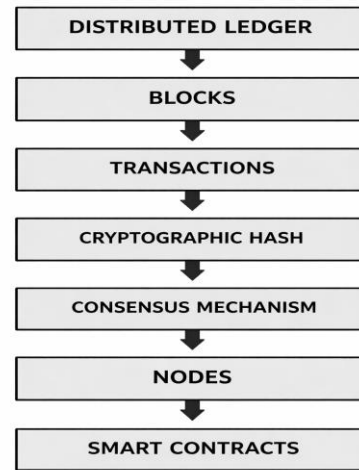 DISTRIBUTED LEDGER
BLOCKS
TRANSACTIONS
CRYPTOGRAPHIC HASH
CONSENSUS MECHANISM
NODES
SMART CONTRACTS